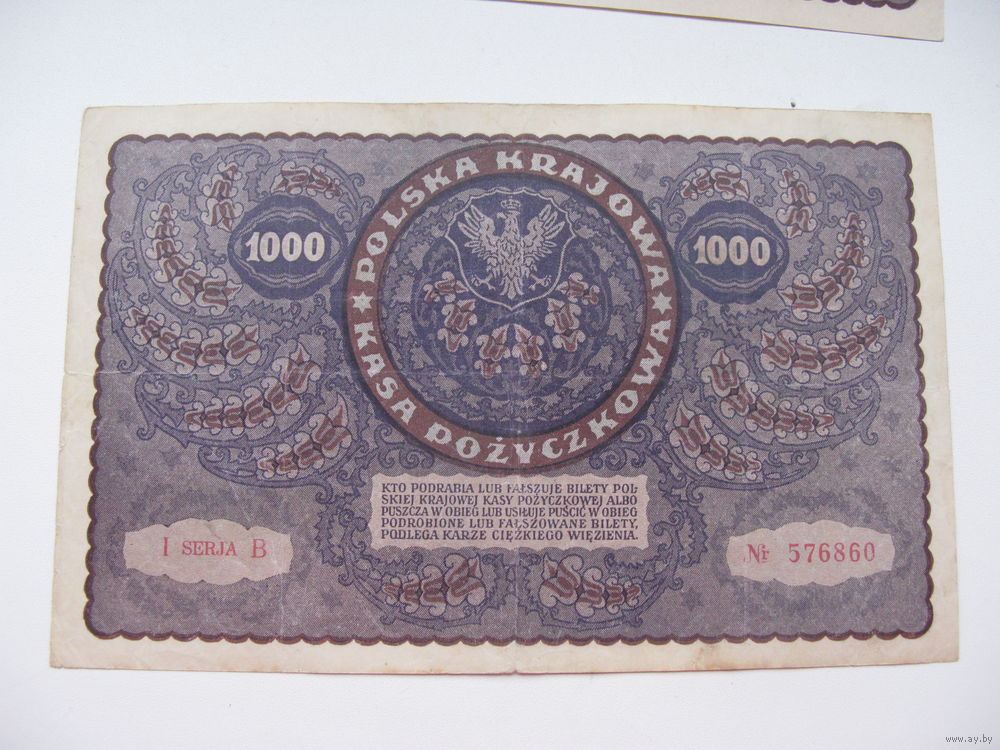 POLSKA KRAJOWA
KASA POŻYCZKOWA
1000
1000
KTO PODRABIA LUB FAŁSZUJE BILETY POL-
SKIEJ KRAJOWEJ KASY POŻYCZKOWEJ ALBO
PUSZCZA W OBIEG LUB USIŁUJE PUŚCIĆ W OBIEG
PODROBIONE LUB FAŁSZOWANE BILETY,
PODLEGA KARZE CIĘŻKIEGO WIĘZIENIA.
I SERJA B
Nr 576860
www.ay.by